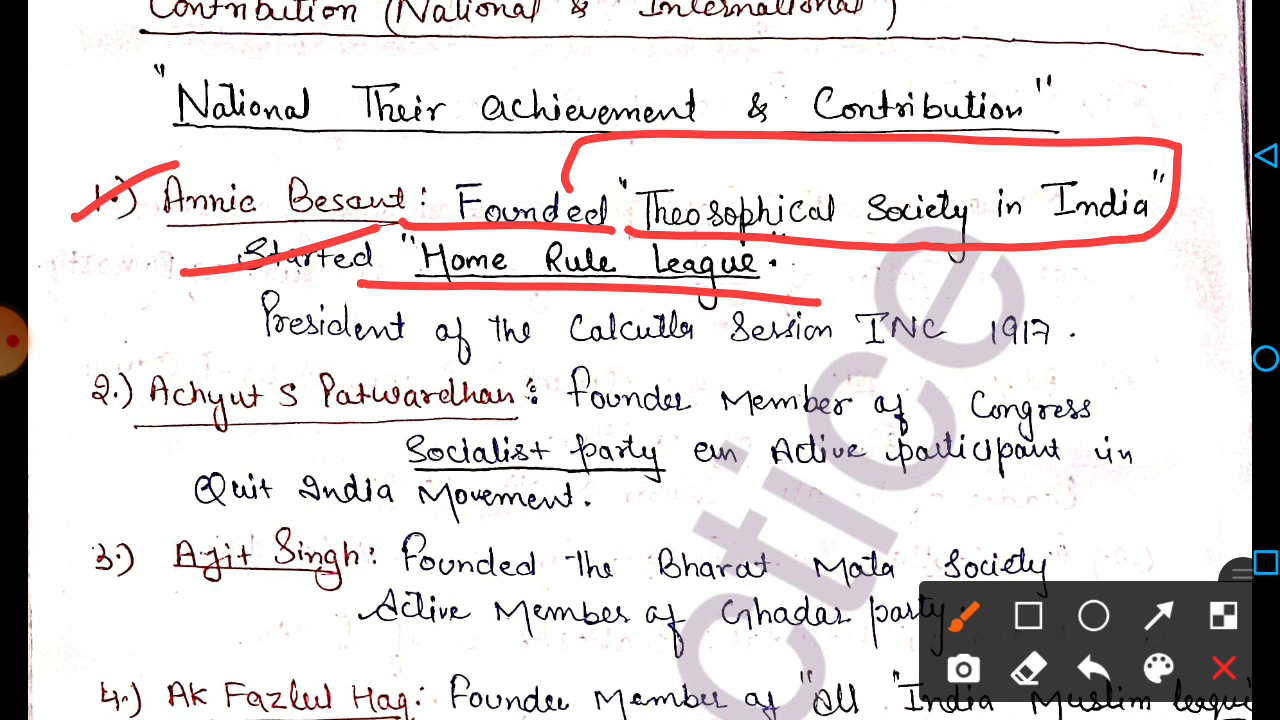 Contribution (National & International)
"National Their achievement & Contribution"
1.) Annie Besant: Founded "Theosophical Society in India"
Started "Home Rule League".
President of the Calcutta Session INC 1917.
2.) Achyut S Patwardhan: Founder Member of Congress
Socialist party an Active participant in
Quit India Movement.
3.) Ajit Singh: Founded The Bharat Mata Society
Active Member of Ghadar party.
4.) AK Fazlul Haq: Founder Member of "All India Muslim league"
ctice